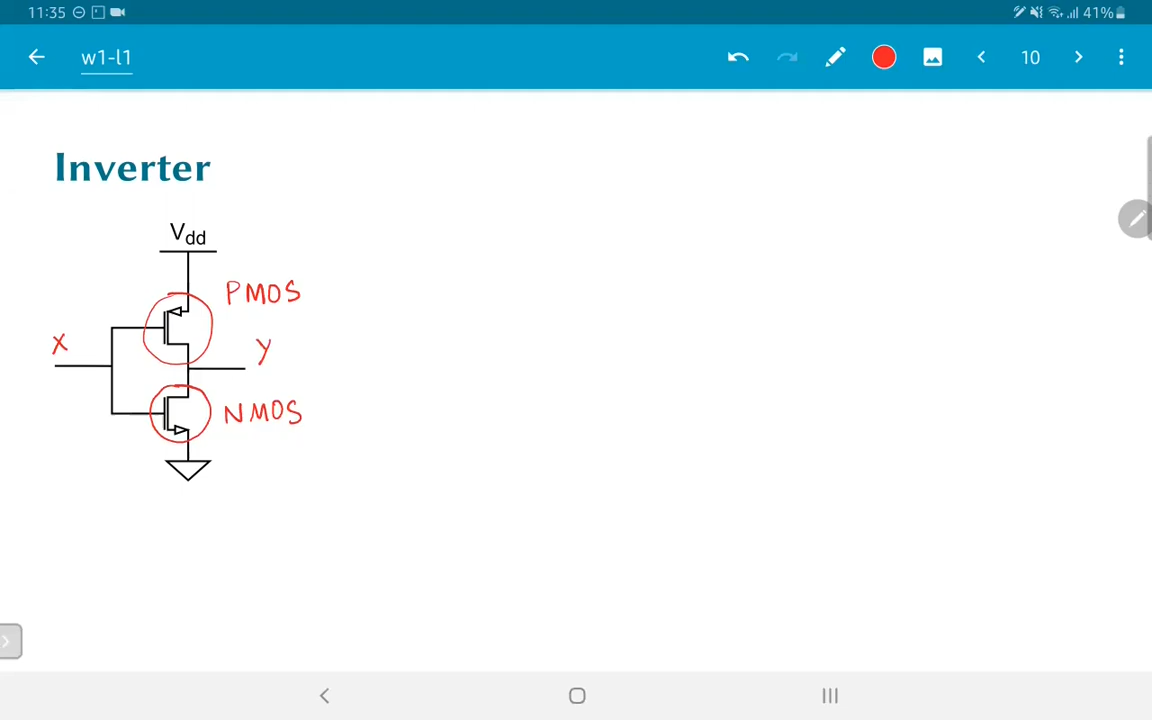 11:35 41%
w1-l1 10
Inverter
Vdd
PMOS
X
Y
NMOS